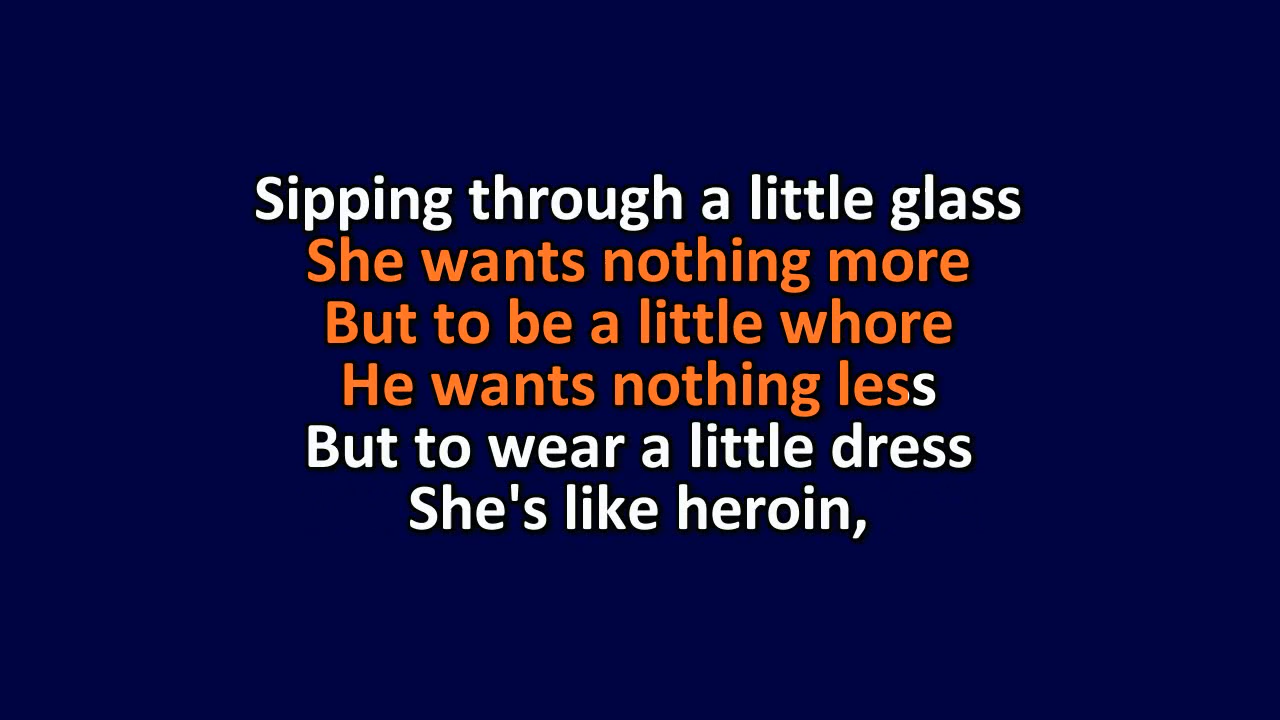 Sipping through a little glass
She wants nothing more
But to be a little whore
He wants nothing less
But to wear a little dress
She's like heroin,